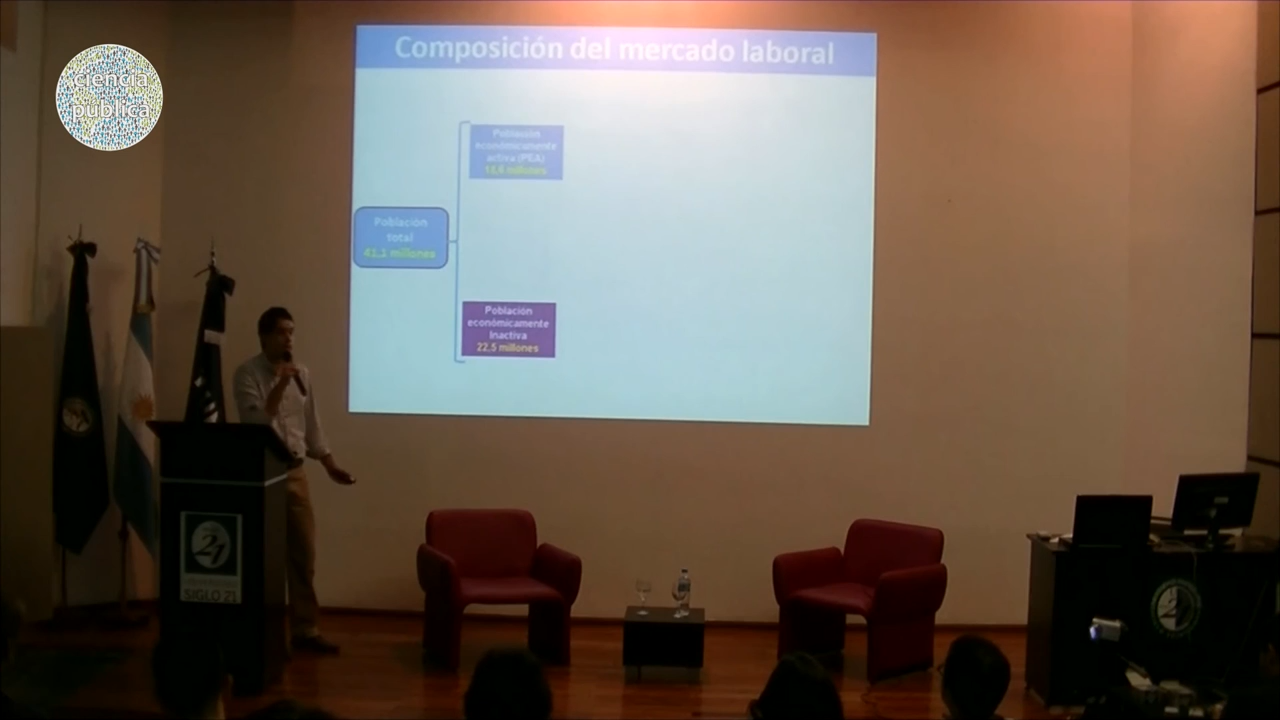 ciencia
pública
Composición del mercado laboral
Población
económicamente
activa (PEA)
millones
Población
total
41,1 millones
Población
económicamente
Inactiva
22,5 millones
21
SIGLO 21